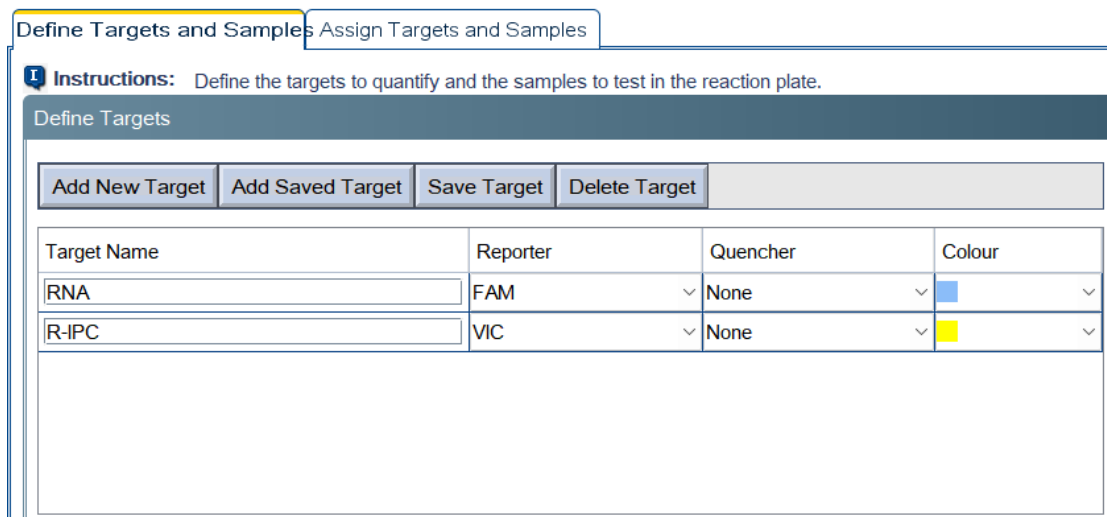 Define Targets and Samples Assign Targets and Samples
Instructions: Define the targets to quantify and the samples to test in the reaction plate.
Define Targets
Add New Target Add Saved Target Save Target Delete Target
Target Name Reporter Quencher Colour
RNA FAM None
R-IPC VIC None